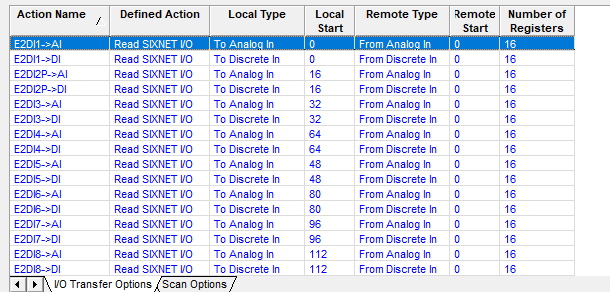 Action Name / Defined Action Local Type Local Start Remote Type Remote Start Number of Registers
E2DI1->AI Read SIXNET I/O To Analog In 0 From Analog In 0 16
E2DI1->DI Read SIXNET I/O To Discrete In 0 From Discrete In 0 16
E2DI2P->AI Read SIXNET I/O To Analog In 16 From Analog In 0 16
E2DI2P->DI Read SIXNET I/O To Discrete In 16 From Discrete In 0 16
E2DI3->AI Read SIXNET I/O To Analog In 32 From Analog In 0 16
E2DI3->DI Read SIXNET I/O To Discrete In 32 From Discrete In 0 16
E2DI4->AI Read SIXNET I/O To Analog In 64 From Analog In 0 16
E2DI4->DI Read SIXNET I/O To Discrete In 64 From Discrete In 0 16
E2DI5->AI Read SIXNET I/O To Analog In 48 From Analog In 0 16
E2DI5->DI Read SIXNET I/O To Discrete In 48 From Discrete In 0 16
E2DI6->AI Read SIXNET I/O To Analog In 80 From Analog In 0 16
E2DI6->DI Read SIXNET I/O To Discrete In 80 From Discrete In 0 16
E2DI7->AI Read SIXNET I/O To Analog In 96 From Analog In 0 16
E2DI7->DI Read SIXNET I/O To Discrete In 96 From Discrete In 0 16
E2DI8->AI Read SIXNET I/O To Analog In 112 From Analog In 0 16
E2DI8->DI Read SIXNET I/O To Discrete In 112 From Discrete In 0 16
I/O Transfer Options Scan Options